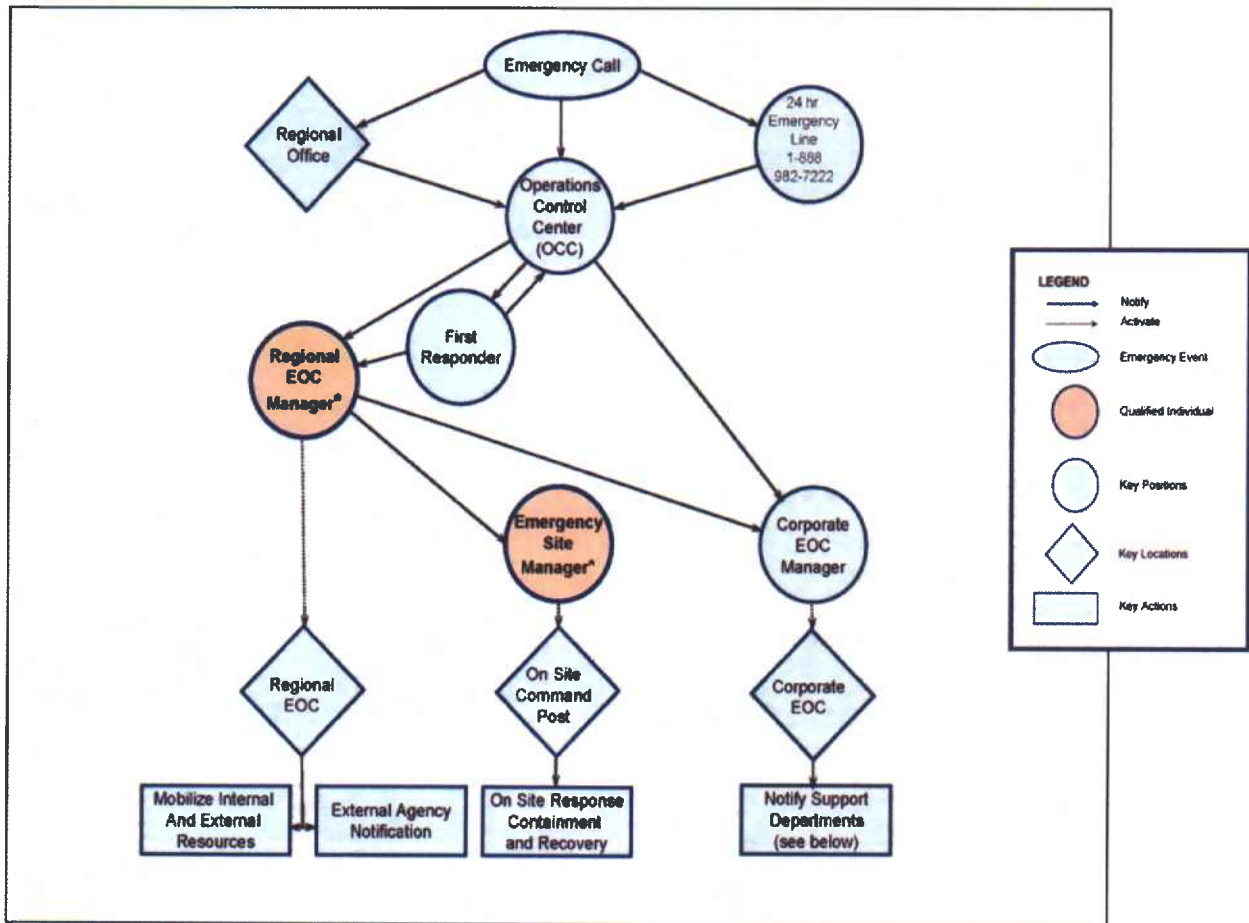 Emergency Call
Regional
Office
24 hr
Emergency
Line
1-888
982-7222
Operations
Control
Center
(OCC)
First
Responder
Regional
EOC
Manager*
Emergency
Site
Manager*
Corporate
EOC
Manager
Regional
EOC
On Site
Command
Post
Corporate
EOC
Mobilize Internal
And External
Resources
External Agency
Notification
On Site Response
Containment
and Recovery
Notify Support
Departments
(see below)
LEGEND
Notify
Activate
Emergency Event
Qualified Individual
Key Positions
Key Locations
Key Actions